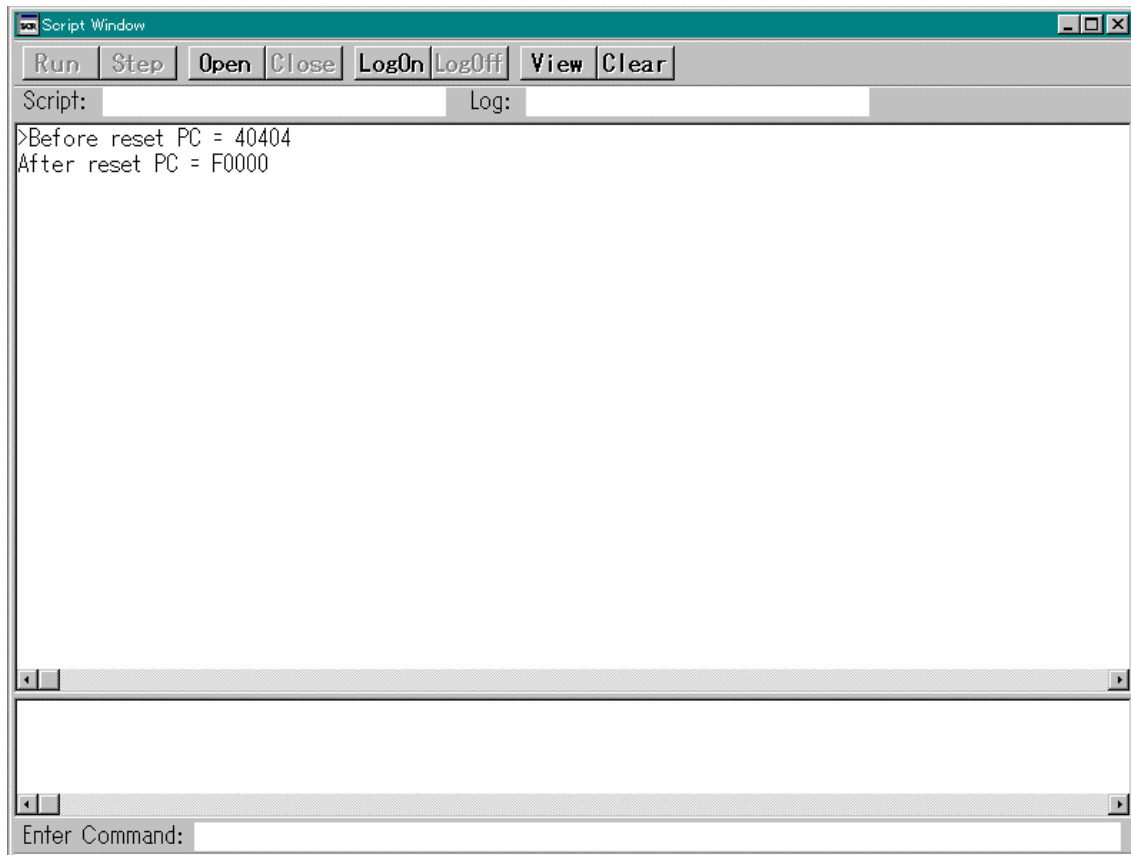 SCR Script Window
Run Step Open Close LogOn LogOff View Clear
Script: Log:
>Before reset PC = 40404
After reset PC = F0000
Enter Command: